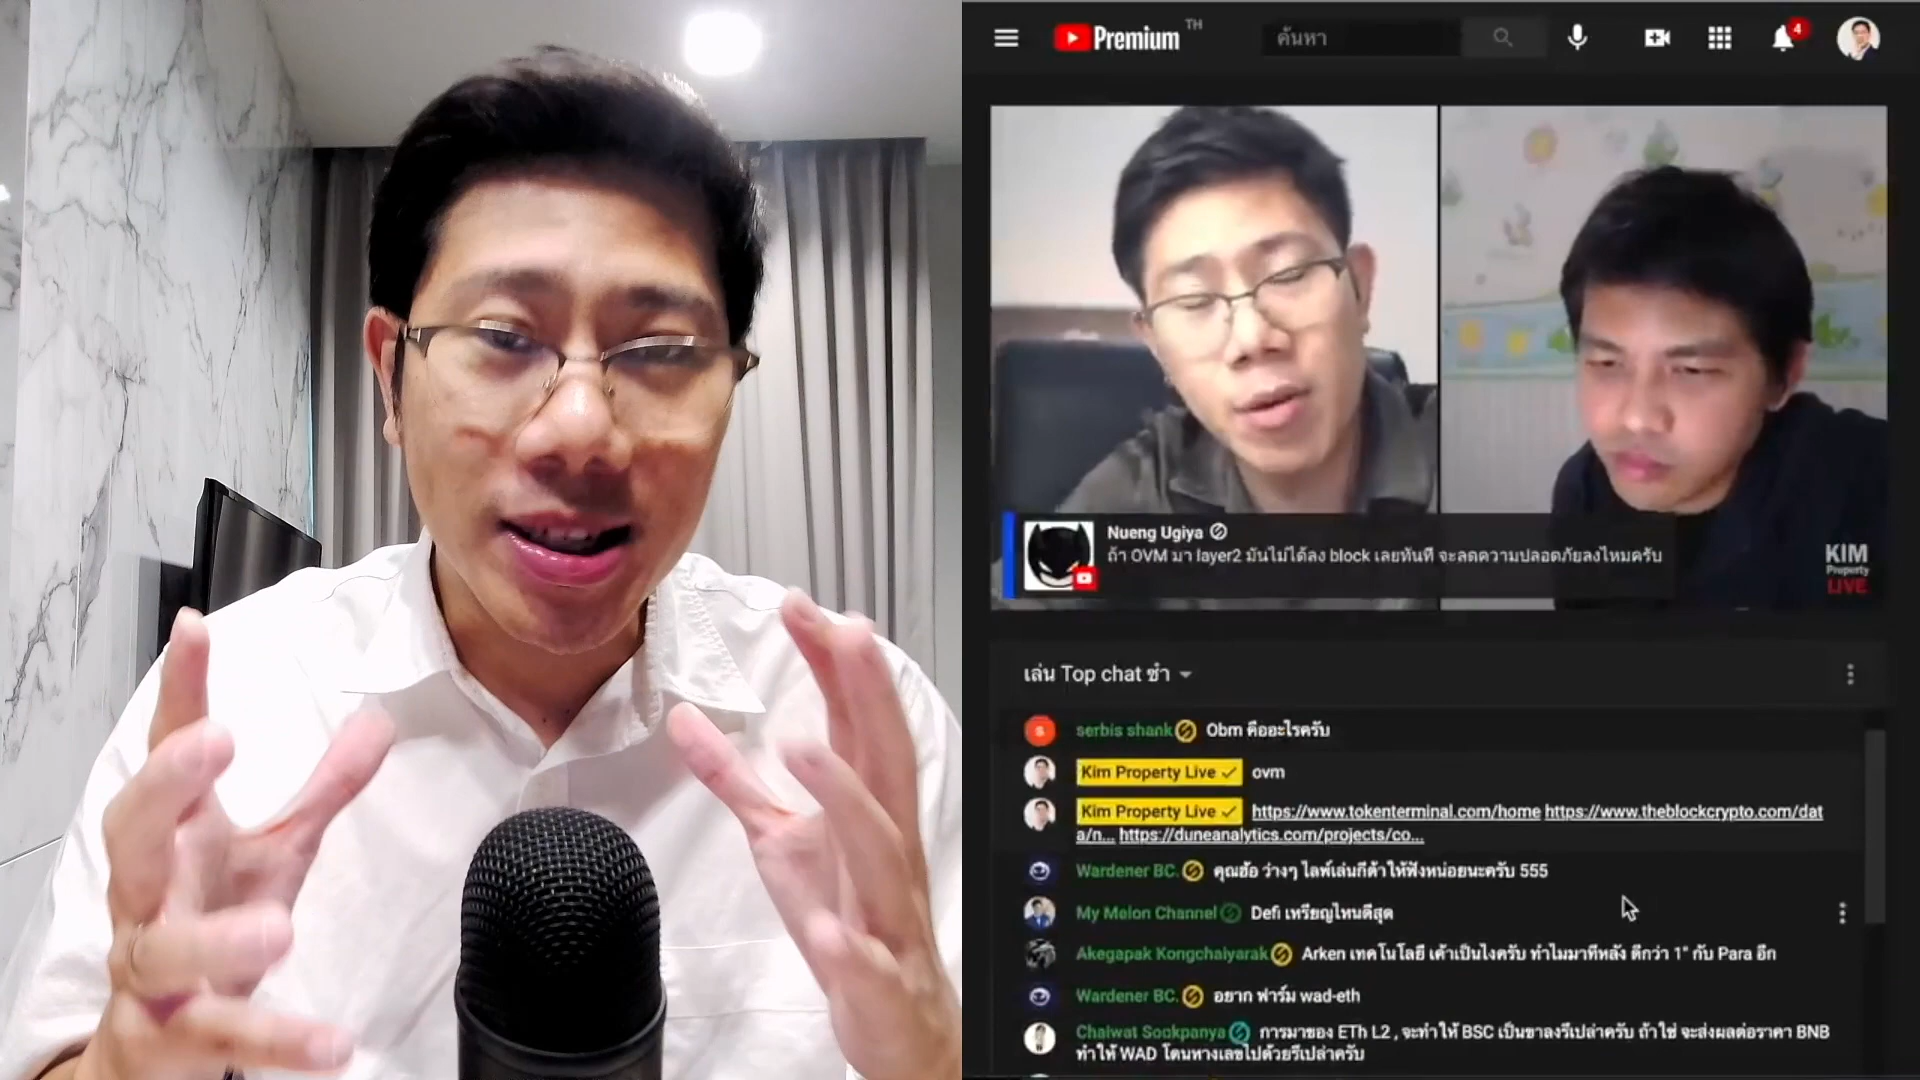 Premium TH
ค้นหา
4
Nueng Ugiya
ถ้า OVM มา layer2 มันไม่ได้ลง block เลยทันที จะลดความปลอดภัยลงไหมครับ
KIM
Property
LIVE
เล่น Top chat ซ้ำ
serbis shank Obm คืออะไรครับ
Kim Property Live ovm
Kim Property Live https://www.tokenterminal.com/home https://www.theblockcrypto.com/dat
a/n... https://duneanalytics.com/projects/co...
Wardener BC. คุณฮ้อ ว่างๆ ไลฟ์เล่นกีต้าให้ฟังหน่อยนะครับ 555
My Melon Channel Defi เหรียญไหนดีสุด
Akegapak Kongchaiyarak Arken เทคโนโลยี เค้าเป็นไงครับ ทำไมมาทีหลัง ดีกว่า 1" กับ Para อีก
Wardener BC. อยาก ฟาร์ม wad-eth
Chaiwat Sookpanya การมาของ ETh L2 , จะทำให้ BSC เป็นขาลงรึเปล่าครับ ถ้าใช่ จะส่งผลต่อราคา BNB
ทำให้ WAD โดนหางเลขไปด้วยรึเปล่าครับ